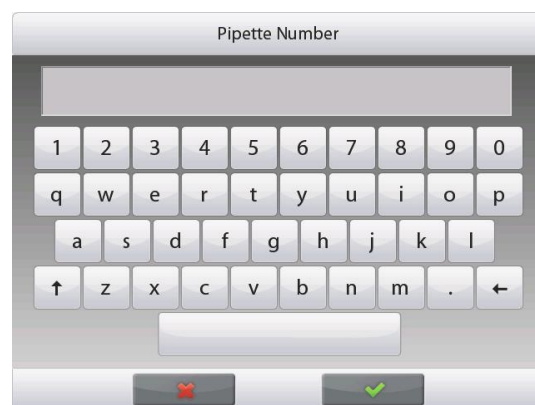 Pipette Number
1 2 3 4 5 6 7 8 9 0
q w e r t y u i o p
a s d f g h j k l
↑ z x c v b n m . ←